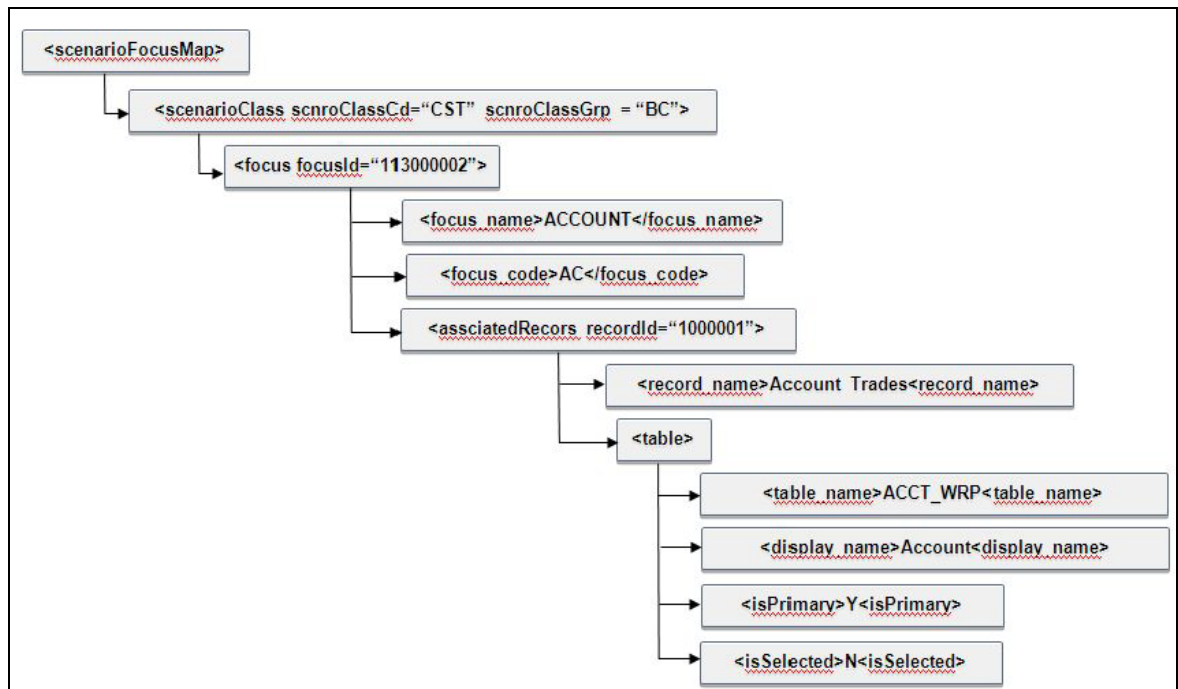 <scenarioFocusMap>
<scenarioClass scnroClassCd=“CST” scnroClassGrp = “BC”>
<focus focusId=“113000002”>
<focus_name>ACCOUNT</focus_name>
<focus_code>AC</focus_code>
<assciatedRecors recordId=“1000001”>
<record_name>Account Trades<record_name>
<table>
<table_name>ACCT_WRP<table_name>
<display_name>Account<display_name>
<isPrimary>Y<isPrimary>
<isSelected>N<isSelected>